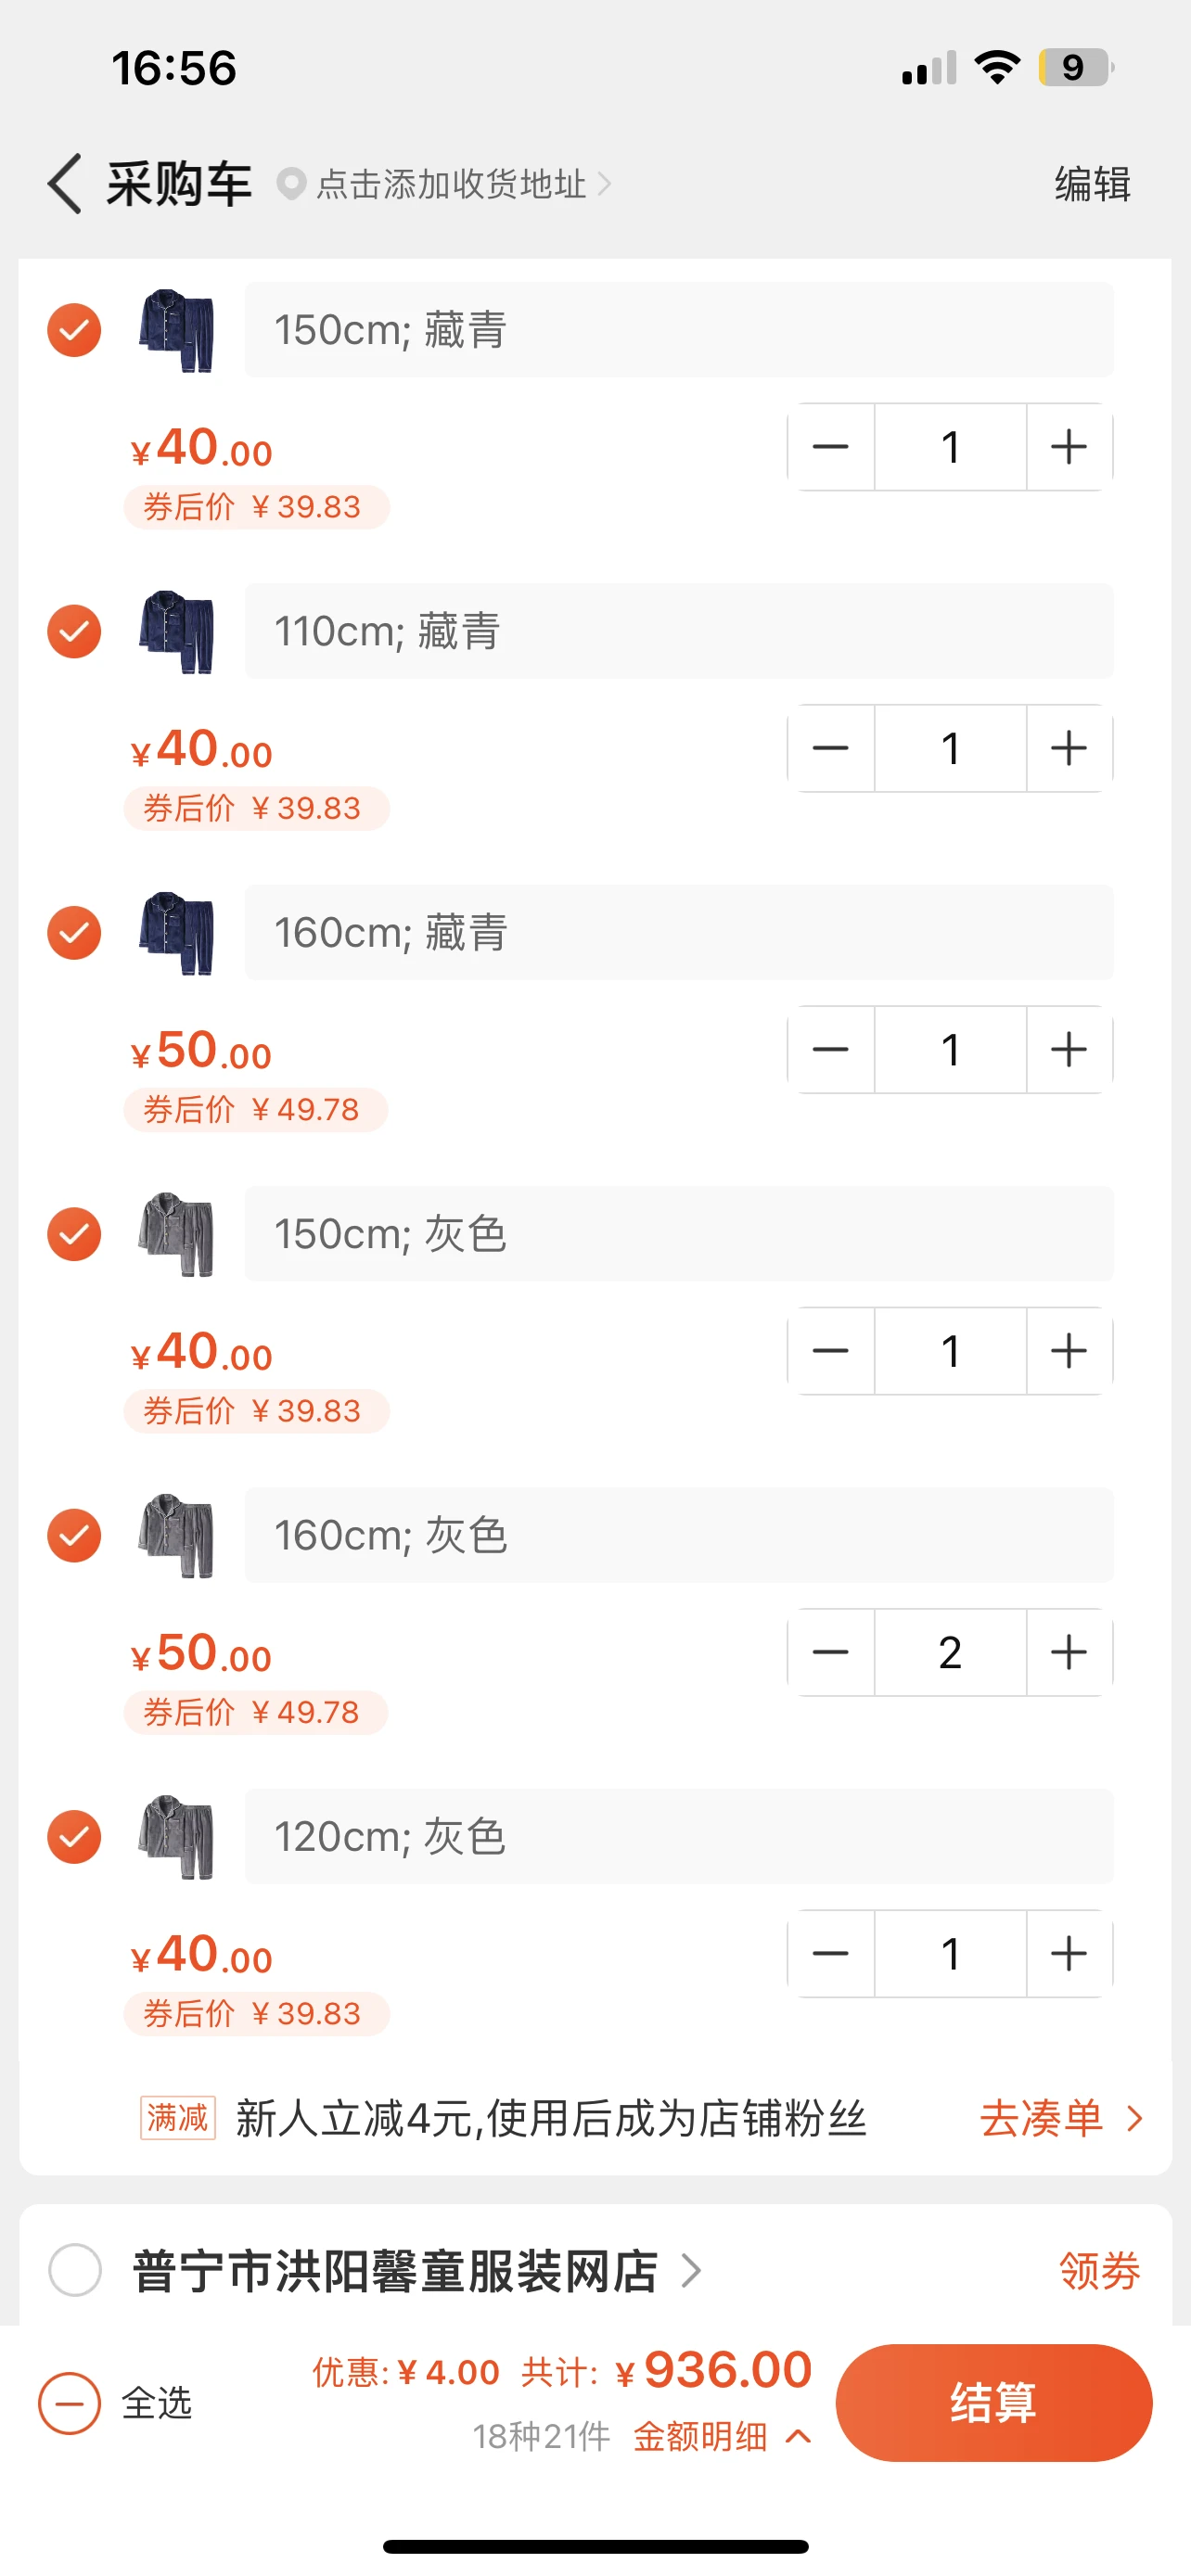 16:56
9
采购车 点击添加收货地址
编辑
150cm; 藏青
¥40.00
1
券后价 ¥39.83
110cm; 藏青
¥40.00
1
券后价 ¥39.83
160cm; 藏青
¥50.00
1
券后价 ¥49.78
150cm; 灰色
¥40.00
1
券后价 ¥39.83
160cm; 灰色
¥50.00
2
券后价 ¥49.78
120cm; 灰色
¥40.00
1
券后价 ¥39.83
满减 新人立减4元,使用后成为店铺粉丝 去凑单
普宁市洪阳馨童服装网店 领券
优惠:¥4.00 共计: ¥936.00
全选
18种21件 金额明细
结算